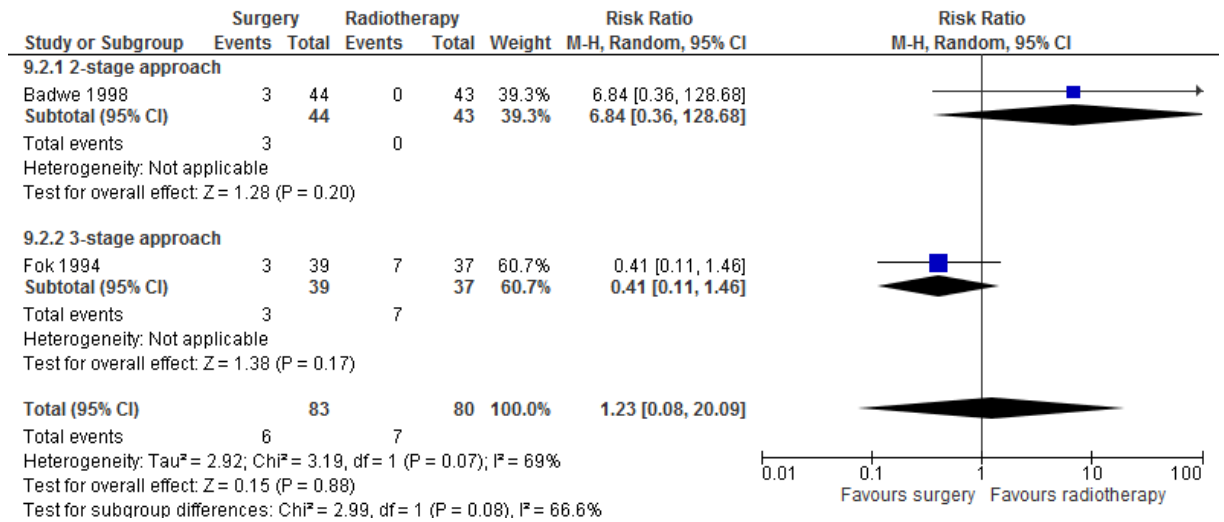 Surgery Radiotherapy Risk Ratio Risk Ratio
Study or Subgroup Events Total Events Total Weight M-H, Random, 95% CI M-H, Random, 95% CI
9.2.1 2-stage approach
Badwe 1998 3 44 0 43 39.3% 6.84 [0.36, 128.68]
Subtotal (95% CI) 44 43 39.3% 6.84 [0.36, 128.68]
Total events 3 0
Heterogeneity: Not applicable
Test for overall effect: Z = 1.28 (P = 0.20)
9.2.2 3-stage approach
Fok 1994 3 39 7 37 60.7% 0.41 [0.11, 1.46]
Subtotal (95% CI) 39 37 60.7% 0.41 [0.11, 1.46]
Total events 3 7
Heterogeneity: Not applicable
Test for overall effect: Z = 1.38 (P = 0.17)
Total (95% CI) 83 80 100.0% 1.23 [0.08, 20.09]
Total events 6 7
Heterogeneity: Tau² = 2.92; Chi² = 3.19, df = 1 (P = 0.07); I² = 69%
Test for overall effect: Z = 0.15 (P = 0.88)
Test for subgroup differences: Chi² = 2.99, df = 1 (P = 0.08), I² = 66.6%
0.01 0.1 1 10 100
Favours surgery Favours radiotherapy